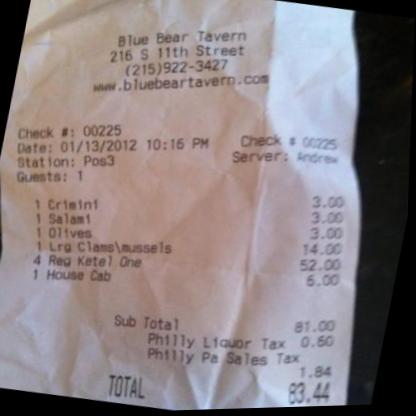 Blue Bear Tavern
216 S 11th Street
(215)922-3427
www.bluebeartavern.com
Check #: 00225 Check # 00225
Date: 01/13/2012 10:16 PM Server: Andrew
Station: Pos3
Guests: 1
1 Crimini 3.00
1 Salami 3.00
1 Olives 3.00
1 Lrg Clams\mussels 14.00
4 Reg Ketel One 52.00
1 House Cab 6.00
Sub Total 81.00
Philly Liquor Tax 0.60
Philly Pa Sales Tax
1.84
TOTAL 83.44